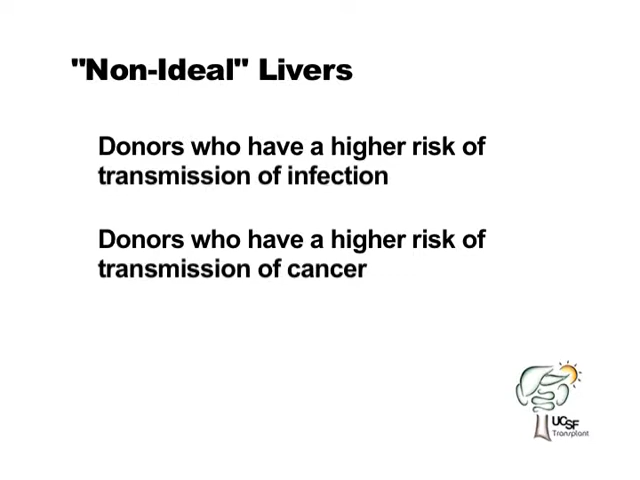 "Non-Ideal" Livers
Donors who have a higher risk of
transmission of infection
Donors who have a higher risk of
transmission of cancer
UCSF
Transplant